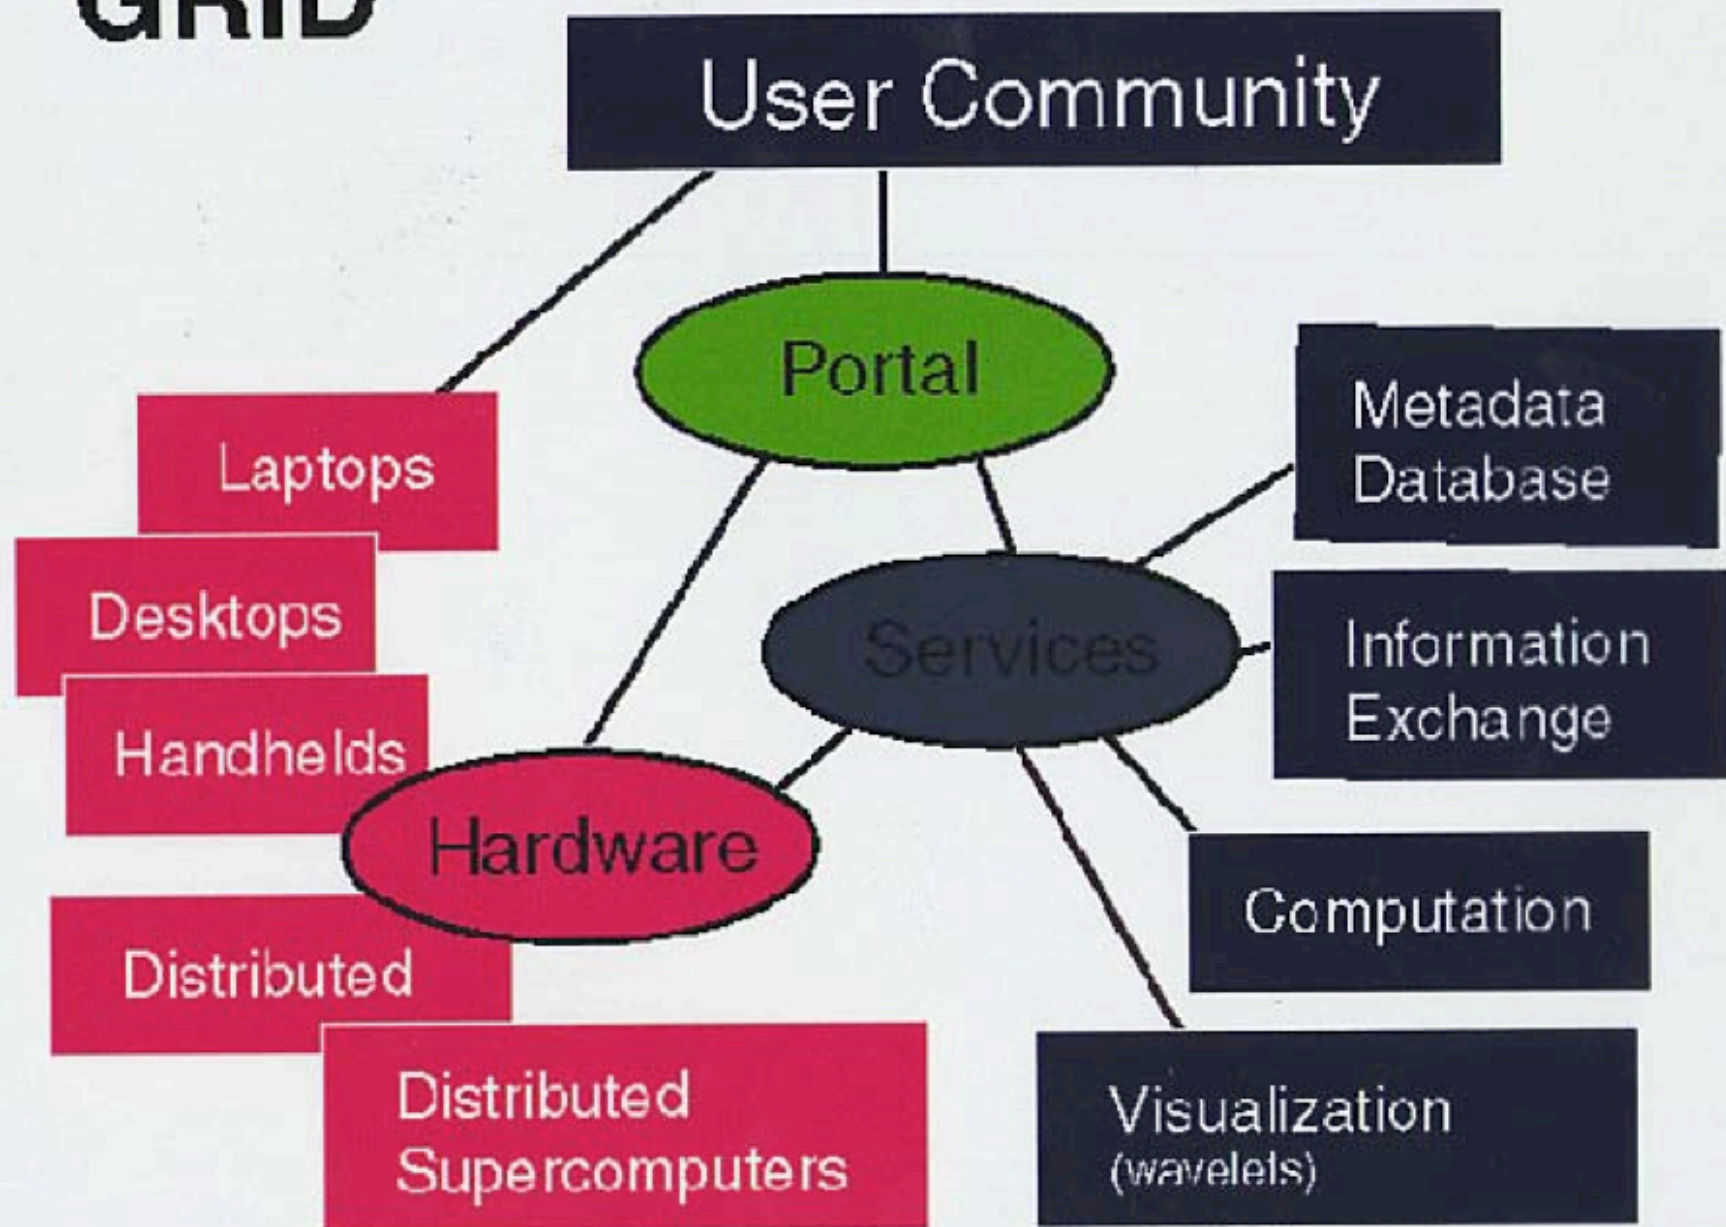 GRID
User Community
Portal
Laptops
Metadata
Database
Desktops
Services
Information
Exchange
Handhelds
Hardware
Computation
Distributed
Distributed
Supercomputers
Visualization
(wavelets)